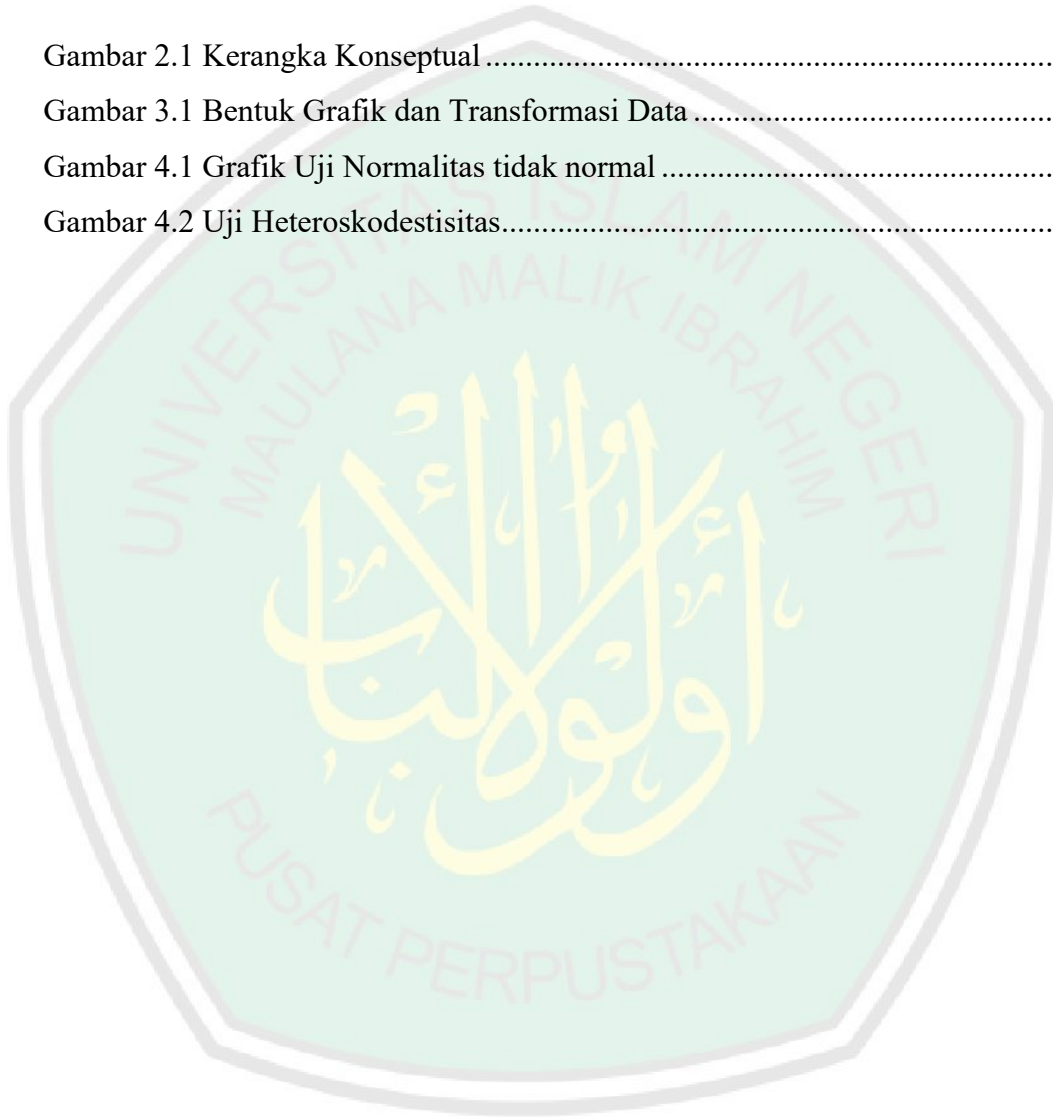 Gambar 2.1 Kerangka Konseptual ........................................................................
Gambar 3.1 Bentuk Grafik dan Transformasi Data .............................................
Gambar 4.1 Grafik Uji Normalitas tidak normal .................................................
Gambar 4.2 Uji Heteroskodestisitas.....................................................................
UNIVERSITAS ISLAM NEGERI
MAULANA MALIK IBRAHIM
PUSAT PERPUSTAKAAN